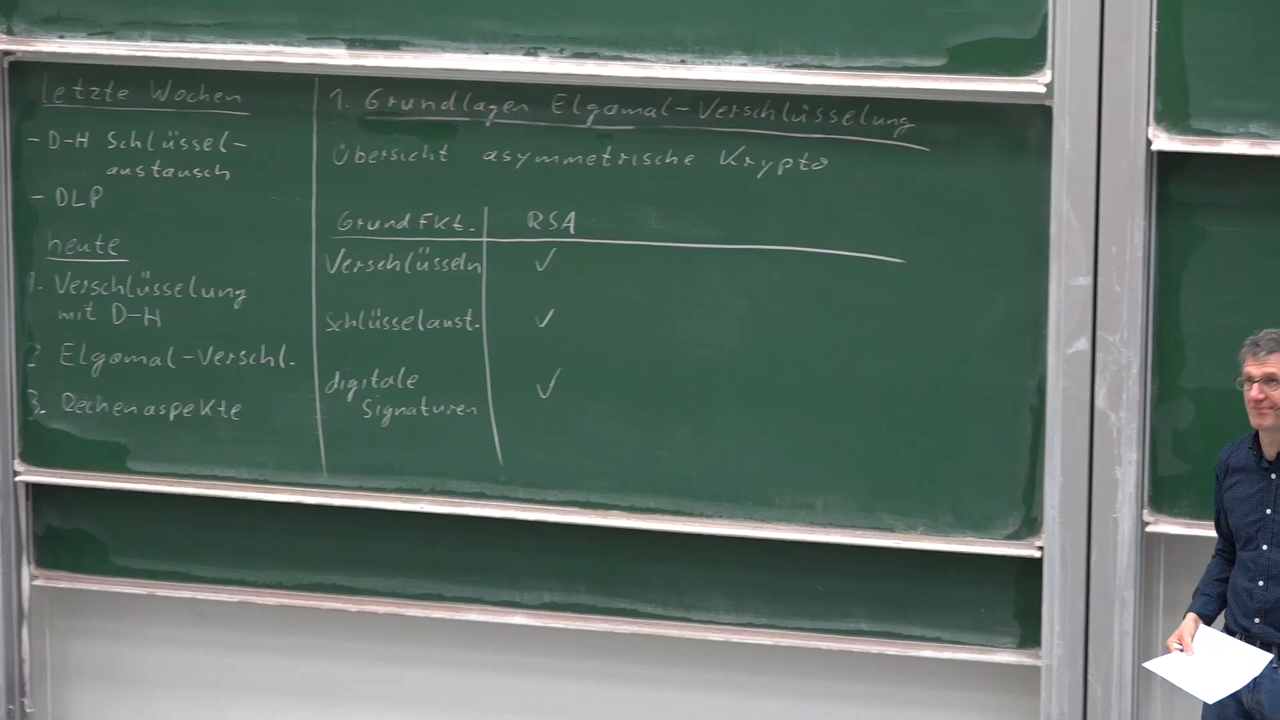 letzte Wochen
- D-H Schlüssel-
austausch
- DLP
heute
1. Verschlüsselung
mit D-H
2 Elgamal-Verschl.
3. Rechenaspekte
1. Grundlagen Elgamal-Verschlüsselung
Übersicht asymmetrische Krypto
Grund Fkt. RSA
Verschlüsseln ✓
Schlüsselaust. ✓
digitale ✓
Signaturen